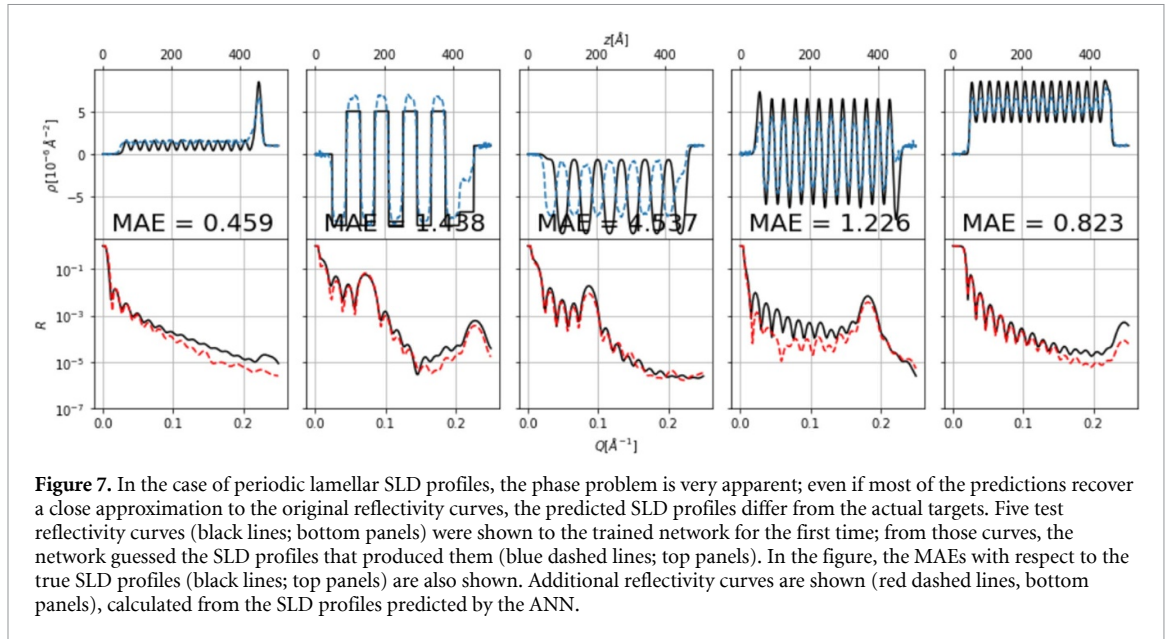 z[Å]
0 200 400 0 200 400 0 200 400 0 200 400 0 200 400
5
0
−5
ρ[10⁻⁶Å⁻²]
MAE = 0.459 MAE = 1.438 MAE = 4.537 MAE = 1.226 MAE = 0.823
10⁻¹
10⁻³
10⁻⁵
10⁻⁷
R
0.0 0.1 0.2 0.0 0.1 0.2 0.0 0.1 0.2 0.0 0.1 0.2 0.0 0.1 0.2
Q[Å⁻¹]
Figure 7. In the case of periodic lamellar SLD profiles, the phase problem is very apparent; even if most of the predictions recover
a close approximation to the original reflectivity curves, the predicted SLD profiles differ from the actual targets. Five test
reflectivity curves (black lines; bottom panels) were shown to the trained network for the first time; from those curves, the
network guessed the SLD profiles that produced them (blue dashed lines; top panels). In the figure, the MAEs with respect to the
true SLD profiles (black lines; top panels) are also shown. Additional reflectivity curves are shown (red dashed lines, bottom
panels), calculated from the SLD profiles predicted by the ANN.